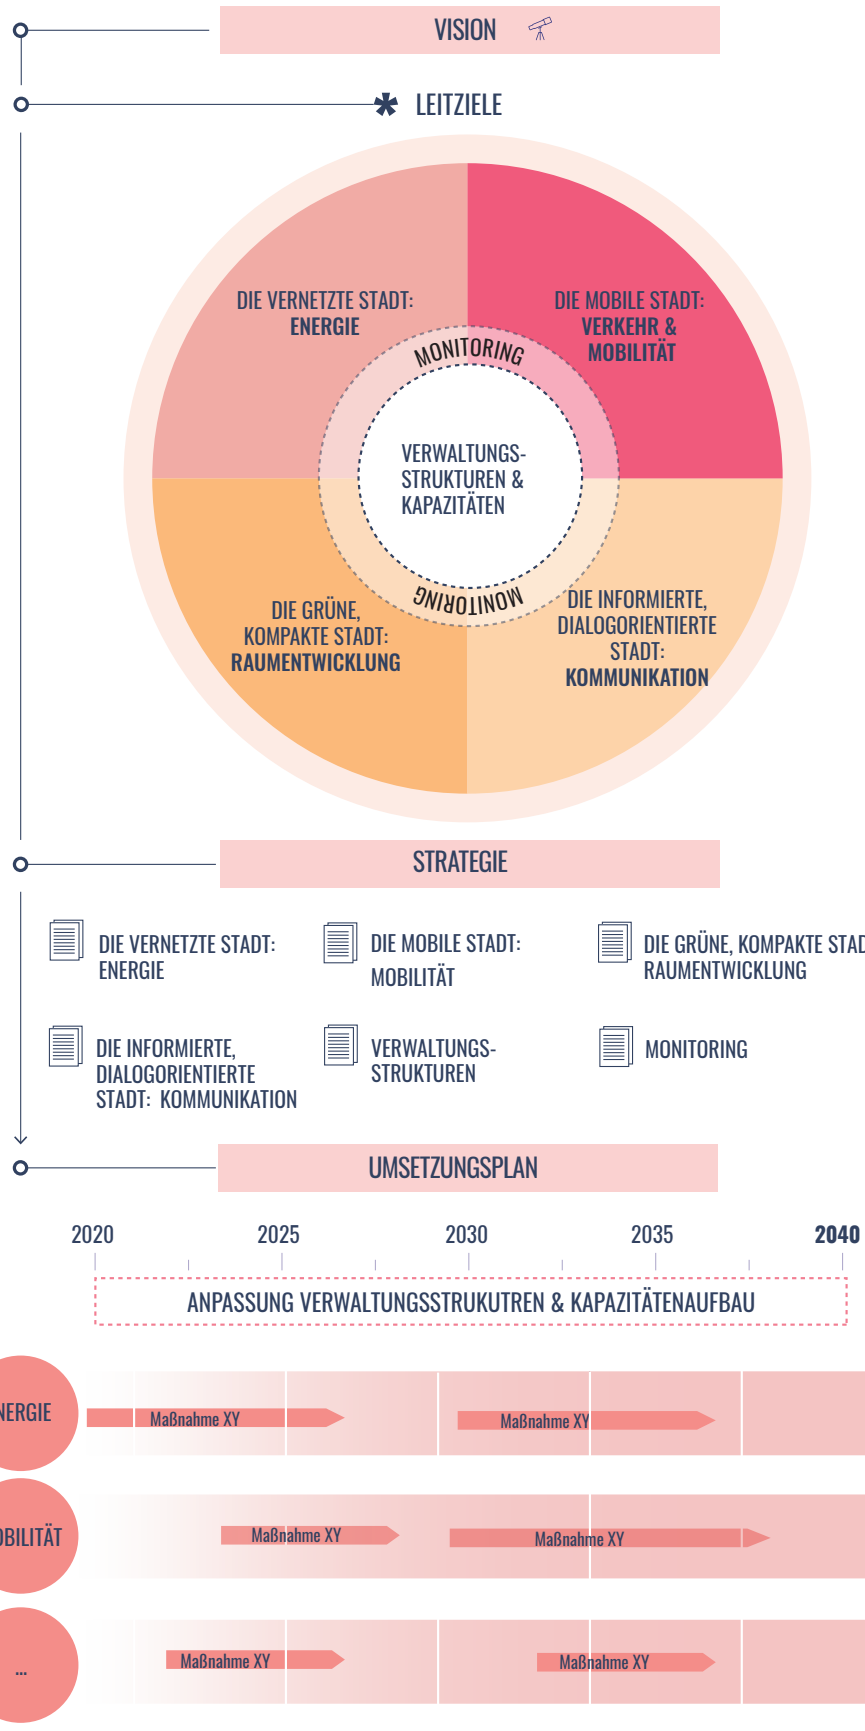 VISION
LEITZIELE
DIE VERNETZTE STADT:
ENERGIE
DIE MOBILE STADT:
VERKEHR &
MOBILITÄT
MONITORING
VERWALTUNGS-
STRUKTUREN &
KAPAZITÄTEN
MONITORING
DIE GRÜNE,
KOMPAKTE STADT:
RAUMENTWICKLUNG
DIE INFORMIERTE,
DIALOGORIENTIERTE
STADT:
KOMMUNIKATION
STRATEGIE
DIE VERNETZTE STADT:
ENERGIE
DIE MOBILE STADT:
MOBILITÄT
DIE GRÜNE, KOMPAKTE STAD
RAUMENTWICKLUNG
DIE INFORMIERTE,
DIALOGORIENTIERTE
STADT: KOMMUNIKATION
VERWALTUNGS-
STRUKTUREN
MONITORING
UMSETZUNGSPLAN
2020 2025 2030 2035 2040
ANPASSUNG VERWALTUNGSSTRUKUTREN & KAPAZITÄTENAUFBAU
NERGIE
Maßnahme XY
Maßnahme XY
OBILITÄT
Maßnahme XY
Maßnahme XY
...
Maßnahme XY
Maßnahme XY